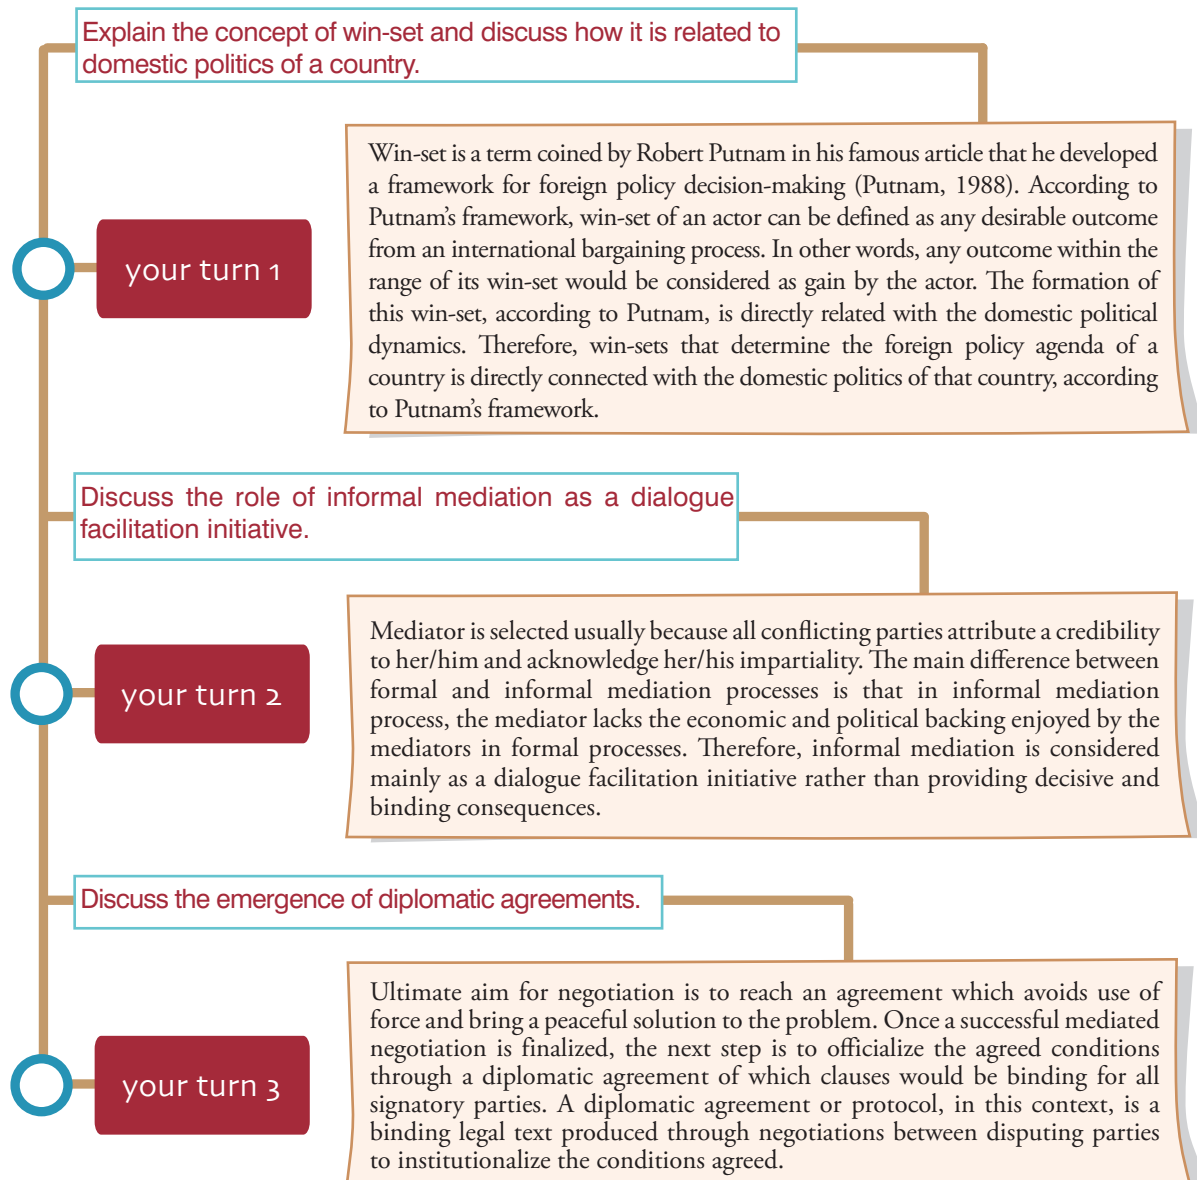 Explain the concept of win-set and discuss how it is related to
domestic politics of a country.
your turn 1
Win-set is a term coined by Robert Putnam in his famous article that he developed
a framework for foreign policy decision-making (Putnam, 1988). According to
Putnam's framework, win-set of an actor can be defined as any desirable outcome
from an international bargaining process. In other words, any outcome within the
range of its win-set would be considered as gain by the actor. The formation of
this win-set, according to Putnam, is directly related with the domestic political
dynamics. Therefore, win-sets that determine the foreign policy agenda of a
country is directly connected with the domestic politics of that country, according
to Putnam's framework.
Discuss the role of informal mediation as a dialogue
facilitation initiative.
your turn 2
Mediator is selected usually because all conflicting parties attribute a credibility
to her/him and acknowledge her/his impartiality. The main difference between
formal and informal mediation processes is that in informal mediation
process, the mediator lacks the economic and political backing enjoyed by the
mediators in formal processes. Therefore, informal mediation is considered
mainly as a dialogue facilitation initiative rather than providing decisive and
binding consequences.
Discuss the emergence of diplomatic agreements.
your turn 3
Ultimate aim for negotiation is to reach an agreement which avoids use of
force and bring a peaceful solution to the problem. Once a successful mediated
negotiation is finalized, the next step is to officialize the agreed conditions
through a diplomatic agreement of which clauses would be binding for all
signatory parties. A diplomatic agreement or protocol, in this context, is a
binding legal text produced through negotiations between disputing parties
to institutionalize the conditions agreed.